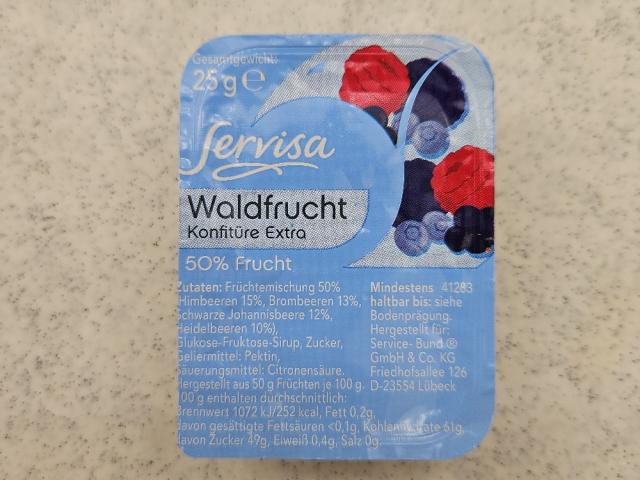 Gesamtgewicht:
25 g ℮
Servisa
Waldfrucht
Konfitüre Extra
50% Frucht
Zutaten: Früchtemischung 50%
(Himbeeren 15%, Brombeeren 13%,
Schwarze Johannisbeere 12%,
Heidelbeeren 10%),
Glukose-Fruktose-Sirup, Zucker,
Geliermittel: Pektin,
Säuerungsmittel: Citronensäure.
Hergestellt aus 50 g Früchten je 100 g.
100 g enthalten durchschnittlich:
Brennwert 1072 kJ/252 kcal, Fett 0,2g,
davon gesättigte Fettsäuren <0,1g, Kohlenhydrate 61g,
davon Zucker 49g, Eiweiß 0,4g, Salz 0g.
Mindestens 41283
haltbar bis: siehe
Bodenprägung.
Hergestellt für:
Service- Bund ®
GmbH & Co. KG
Friedhofsallee 126
D-23554 Lübeck